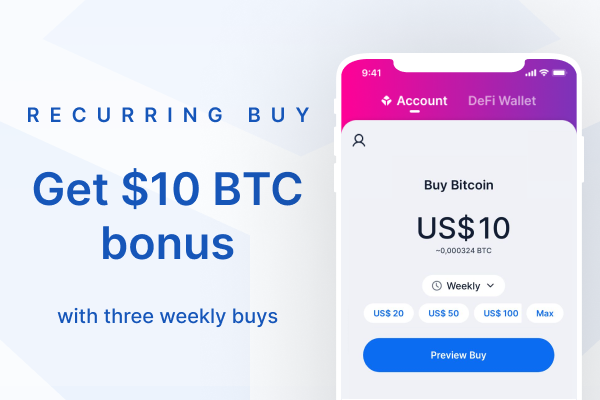 RECURRING BUY
Get $10 BTC
bonus
with three weekly buys
9:41
Account DeFi Wallet
Buy Bitcoin
US$10
~0,000324 BTC
Weekly
US$ 20 US$ 50 US$ 100 Max
Preview Buy